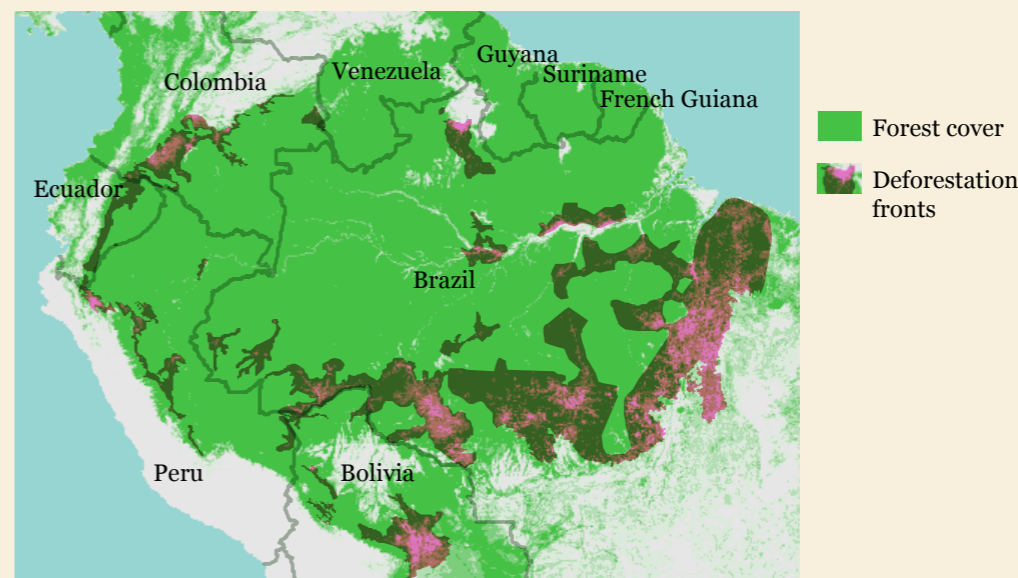 Guyana
Venezuela
Suriname
Colombia
French Guiana
Forest cover
Deforestation
fronts
Ecuador
Brazil
Peru
Bolivia